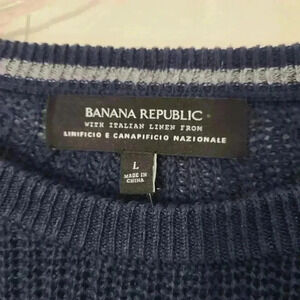 BANANA REPUBLIC
WITH ITALIAN LINEN FROM
LINIFICIO E CANAPIFICIO NAZIONALE
L
MADE IN
CHINA